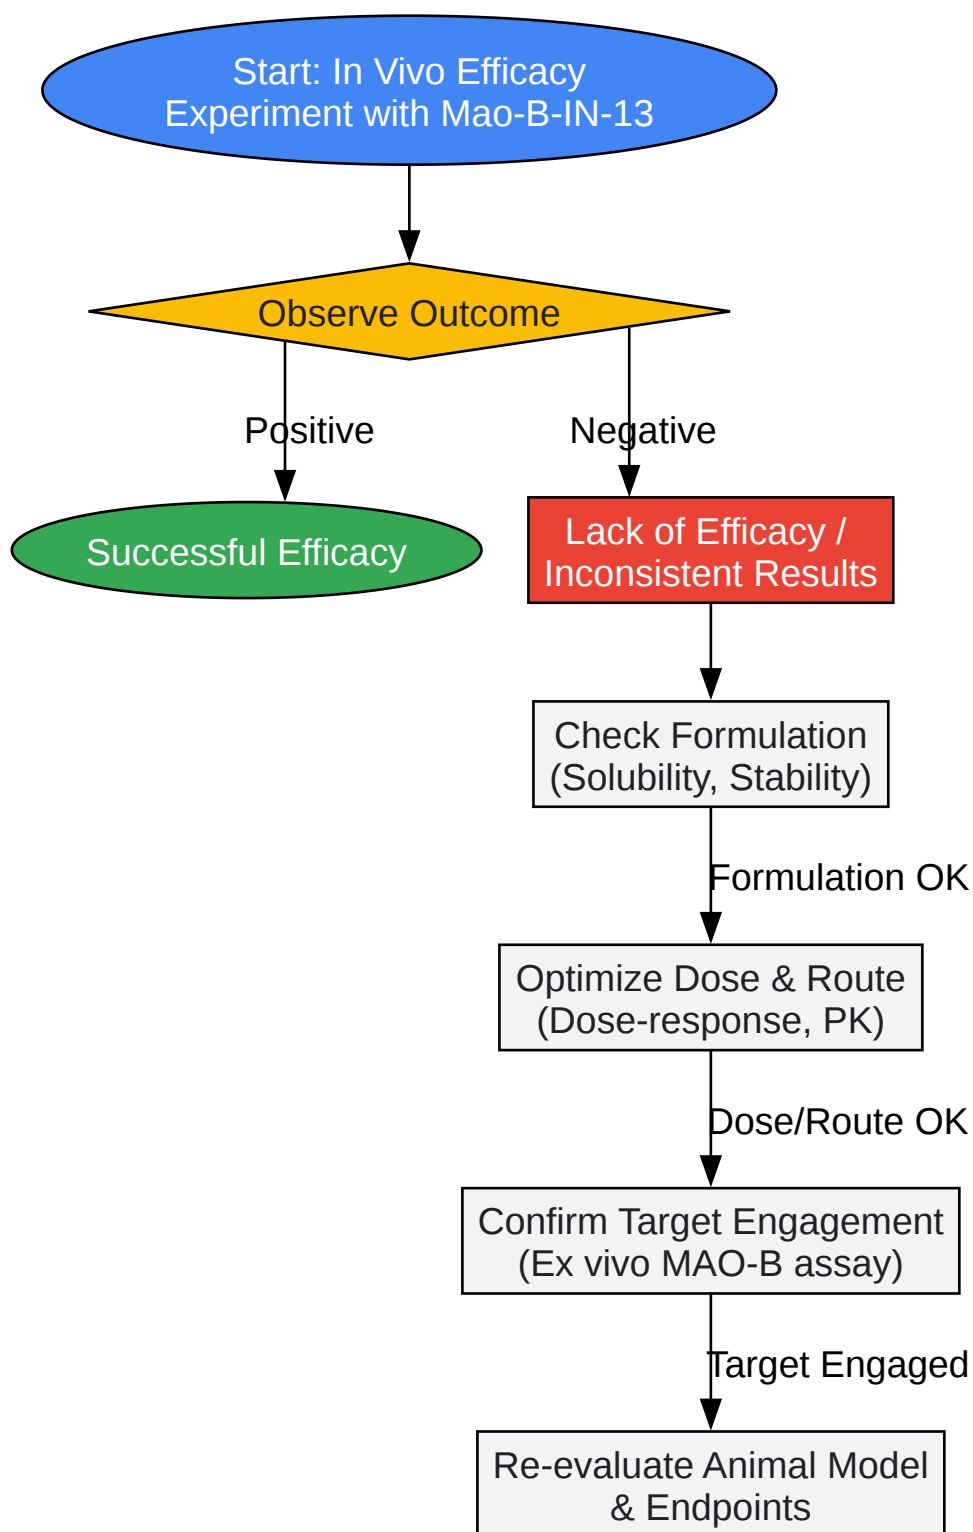 Start: In Vivo Efficacy
Experiment with Mao-B-IN-13
Observe Outcome
Positive
Negative
Successful Efficacy
Lack of Efficacy /
Inconsistent Results
Check Formulation
(Solubility, Stability)
Formulation OK
Optimize Dose & Route
(Dose-response, PK)
Dose/Route OK
Confirm Target Engagement
(Ex vivo MAO-B assay)
Target Engaged
Re-evaluate Animal Model
& Endpoints